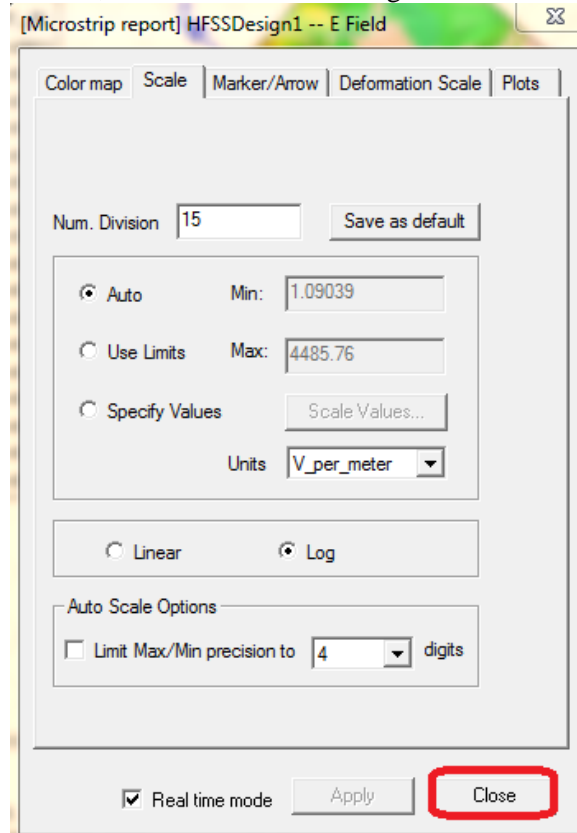 [Microstrip report] HFSSDesign1 -- E Field
Color map Scale Marker/Arrow Deformation Scale Plots
Num. Division 15 Save as default
Auto Min: 1.09039
Use Limits Max: 4485.76
Specify Values Scale Values...
Units V_per_meter
Linear Log
Auto Scale Options
Limit Max/Min precision to 4 digits
Real time mode Apply Close